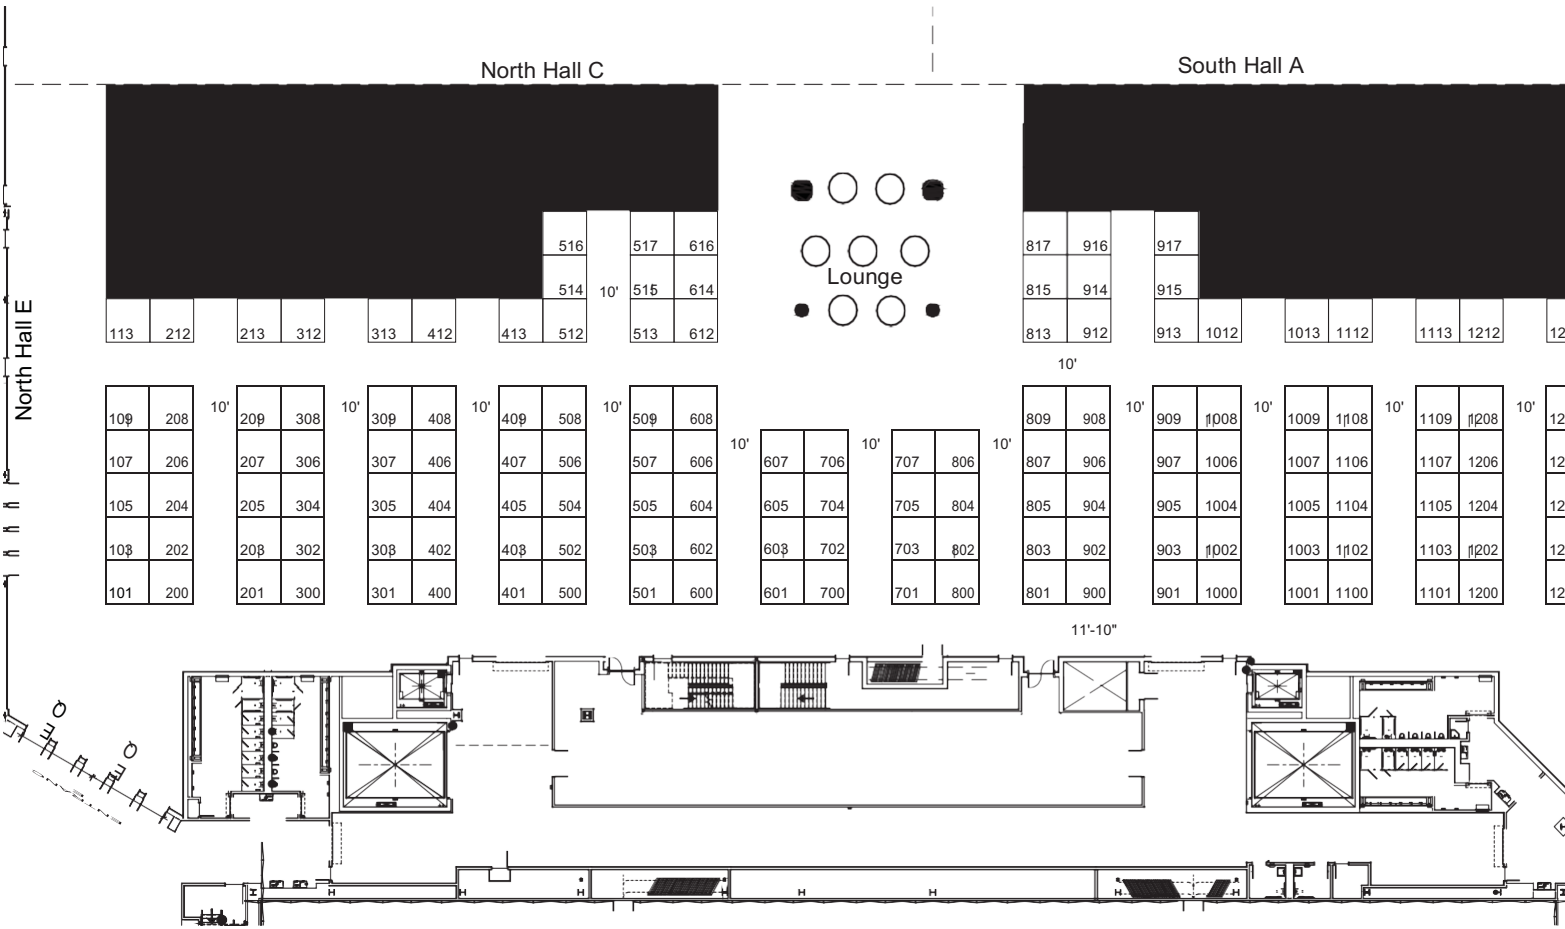 North Hall C
South Hall A
North Hall E
516 517 616 817 916 917
Lounge
514 10' 515 614 815 914 915
113 212 213 312 313 412 413 512 513 612 813 912 913 1012 1013 1112 1113 1212
10'
10' 10' 10' 10' 10' 10' 10' 10'
109 208 209 308 309 408 409 508 509 608 809 908 909 1008 1009 1108 1109 1208
10' 10' 10'
107 206 207 306 307 406 407 506 507 606 607 706 707 806 807 906 907 1006 1007 1106 1107 1206
105 204 205 304 305 404 405 504 505 604 605 704 705 804 805 904 905 1004 1005 1104 1105 1204
103 202 203 302 303 402 403 502 503 602 603 702 703 802 803 902 903 1002 1003 1102 1103 1202
101 200 201 300 301 400 401 500 501 600 601 700 701 800 801 900 901 1000 1001 1100 1101 1200
11'-10"